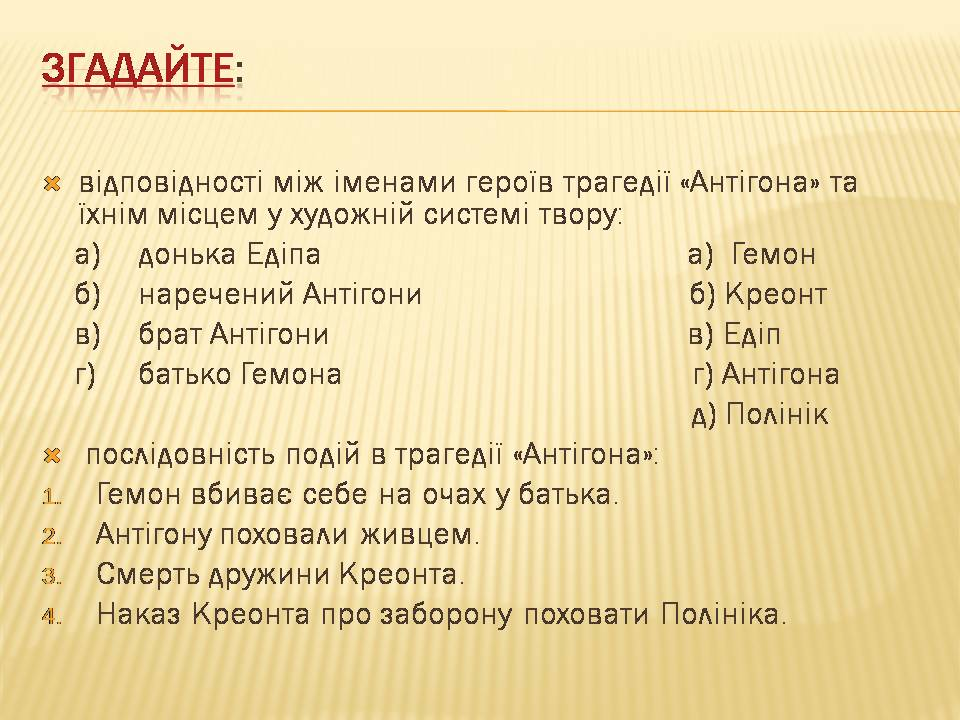 ЗГАДАЙТЕ:
відповідності між іменами героїв трагедії «Антігона» та
їхнім місцем у художній системі твору:
а) донька Едіпа а) Гемон
б) наречений Антігони б) Креонт
в) брат Антігони в) Едіп
г) батько Гемона г) Антігона
д) Полінік
послідовність подій в трагедії «Антігона»:
1. Гемон вбиває себе на очах у батька.
2. Антігону поховали живцем.
3. Смерть дружини Креонта.
4. Наказ Креонта про заборону поховати Полініка.